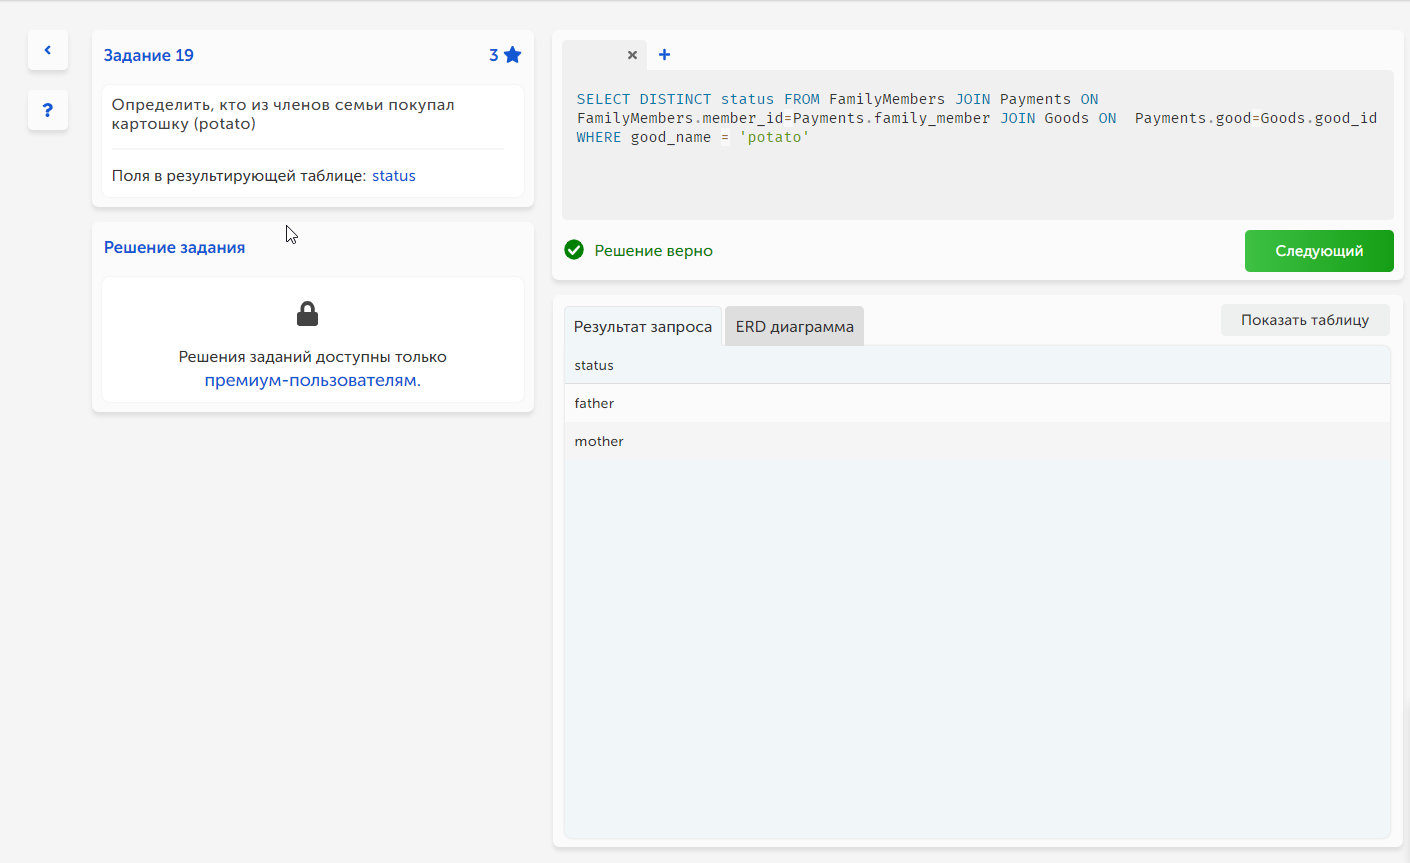 Задание 19
3
?
Определить, кто из членов семьи покупал
картошку (potato)
Поля в результирующей таблице: status
Решение задания
Решения заданий доступны только
премиум-пользователям.
SELECT DISTINCT status FROM FamilyMembers JOIN Payments ON
FamilyMembers.member_id=Payments.family_member JOIN Goods ON  Payments.good=Goods.good_id
WHERE good_name = 'potato'
Решение верно
Следующий
Результат запроса
ERD диаграмма
Показать таблицу
status
father
mother